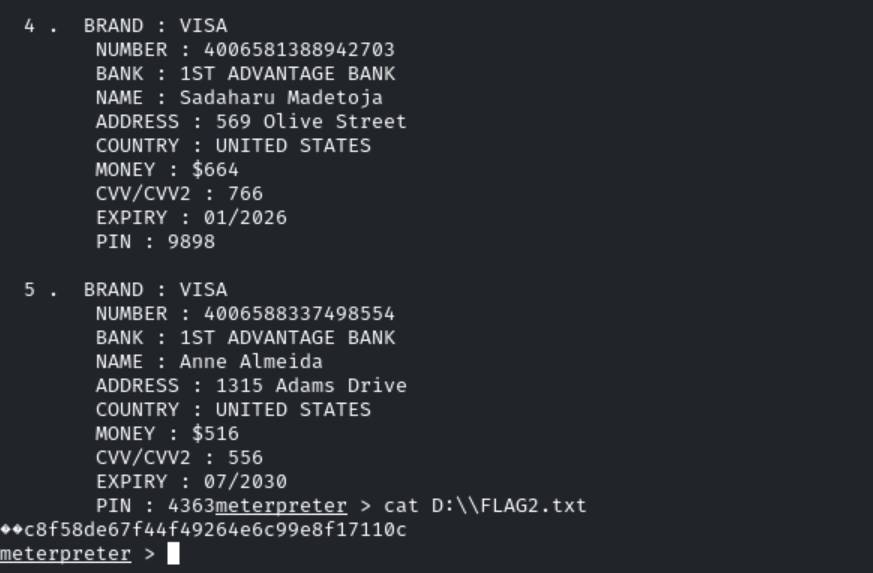 4 . BRAND : VISA
NUMBER : 4006581388942703
BANK : 1ST ADVANTAGE BANK
NAME : Sadaharu Madetoja
ADDRESS : 569 Olive Street
COUNTRY : UNITED STATES
MONEY : $664
CVV/CVV2 : 766
EXPIRY : 01/2026
PIN : 9898
5 . BRAND : VISA
NUMBER : 4006588337498554
BANK : 1ST ADVANTAGE BANK
NAME : Anne Almeida
ADDRESS : 1315 Adams Drive
COUNTRY : UNITED STATES
MONEY : $516
CVV/CVV2 : 556
EXPIRY : 07/2030
PIN : 4363meterpreter > cat D:\\FLAG2.txt
��c8f58de67f44f49264e6c99e8f17110c
meterpreter >